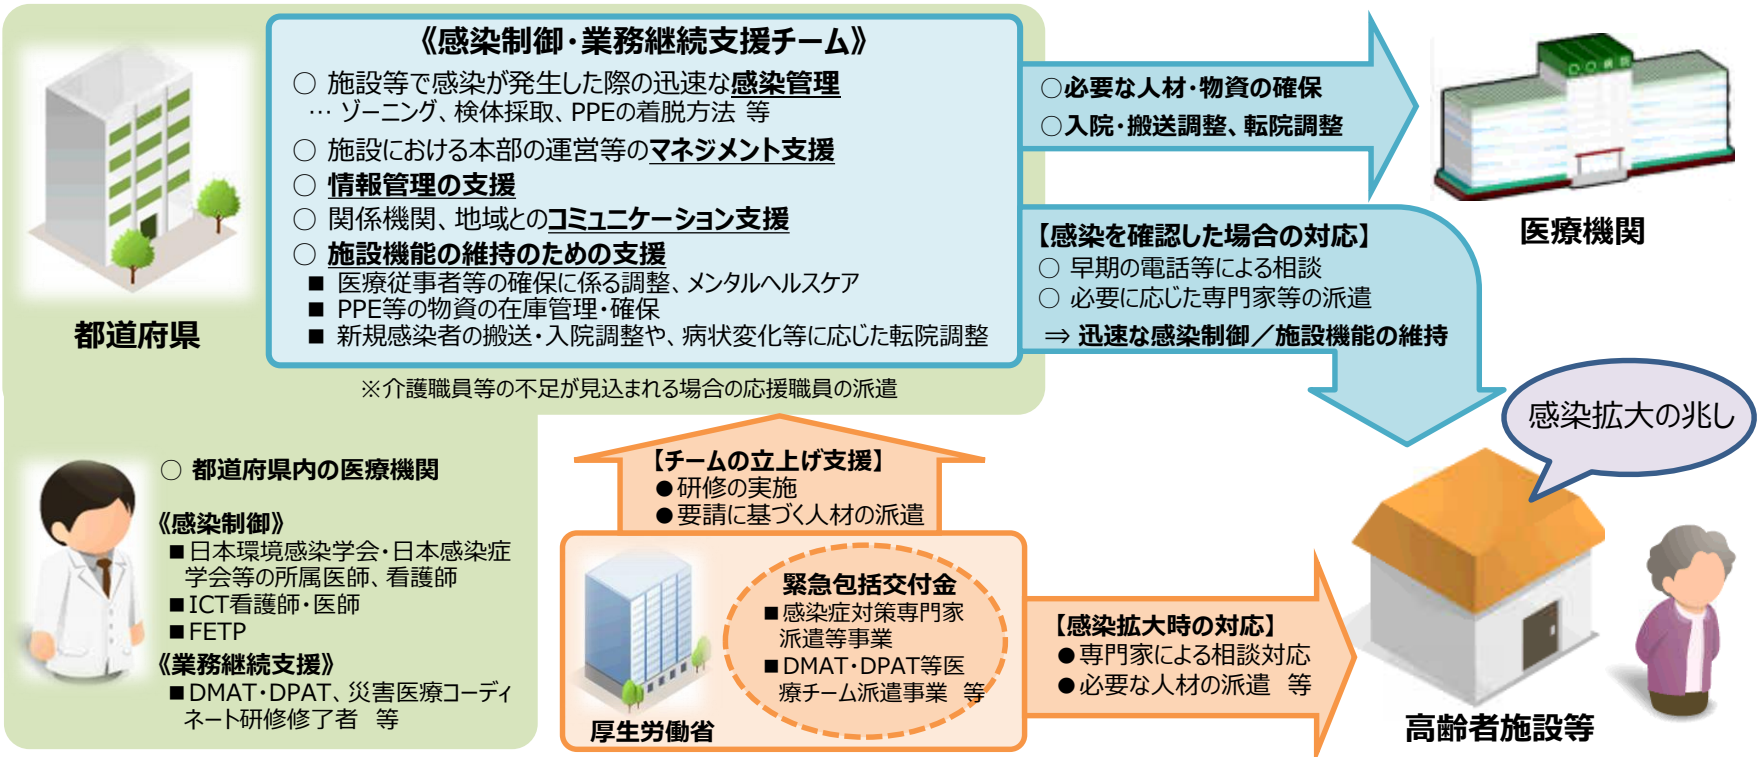 《感染制御・業務継続支援チーム》
○ 施設等で感染が発生した際の迅速な感染管理
… ゾーニング、検体採取、PPEの着脱方法 等
○ 施設における本部の運営等のマネジメント支援
○ 情報管理の支援
○ 関係機関、地域とのコミュニケーション支援
○ 施設機能の維持のための支援
■ 医療従事者等の確保に係る調整、メンタルヘルスケア
■ PPE等の物資の在庫管理・確保
■ 新規感染者の搬送・入院調整や、病状変化等に応じた転院調整
都道府県
※介護職員等の不足が見込まれる場合の応援職員の派遣
○必要な人材・物資の確保
○入院・搬送調整、転院調整
〇〇病院
医療機関
【感染を確認した場合の対応】
○ 早期の電話等による相談
○ 必要に応じた専門家等の派遣
⇒ 迅速な感染制御／施設機能の維持
感染拡大の兆し
○ 都道府県内の医療機関
《感染制御》
■日本環境感染学会・日本感染症
学会等の所属医師、看護師
■ICT看護師・医師
■FETP
《業務継続支援》
■DMAT・DPAT、災害医療コーディ
ネート研修修了者 等
【チームの立上げ支援】
●研修の実施
●要請に基づく人材の派遣
緊急包括交付金
■感染症対策専門家
派遣等事業
■DMAT・DPAT等医
療チーム派遣事業 等
厚生労働省
【感染拡大時の対応】
●専門家による相談対応
●必要な人材の派遣 等
高齢者施設等